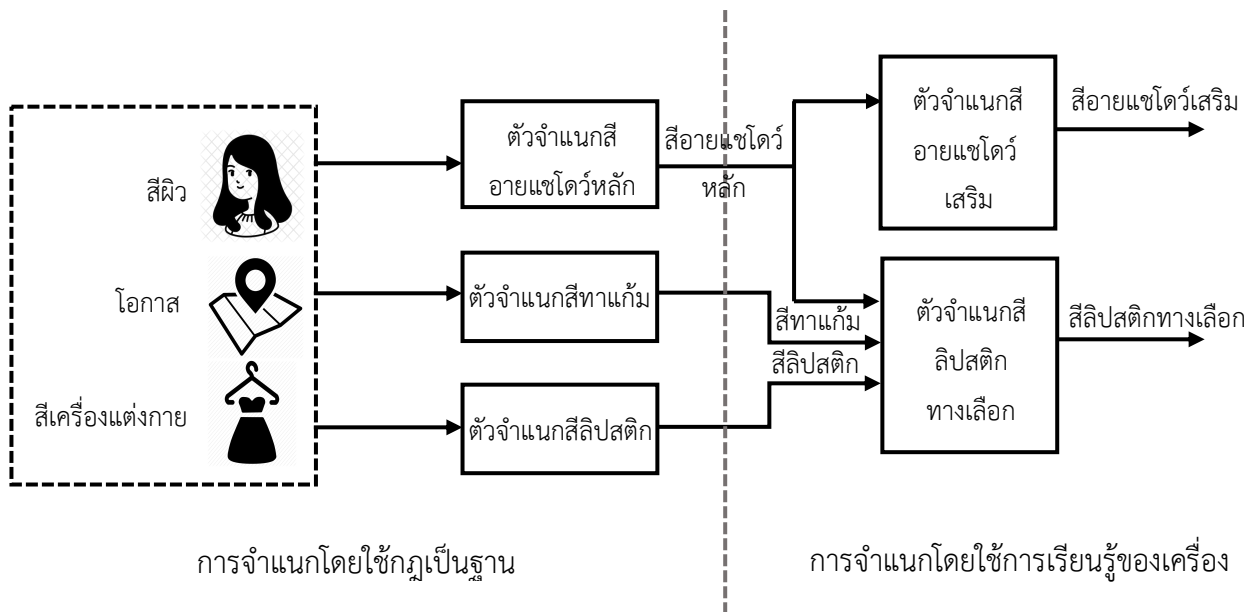 สีผิว
โอกาส
สีเครื่องแต่งกาย
ตัวจำแนกสี
อายแชโดว์หลัก
ตัวจำแนกสีทาแก้ม
ตัวจำแนกสีลิปสติก
สีอายแชโดว์
หลัก
สีทาแก้ม
สีลิปสติก
ตัวจำแนกสี
อายแชโดว์
เสริม
ตัวจำแนกสี
ลิปสติก
ทางเลือก
สีอายแชโดว์เสริม
สีลิปสติกทางเลือก
การจำแนกโดยใช้กฎเป็นฐาน
การจำแนกโดยใช้การเรียนรู้ของเครื่อง